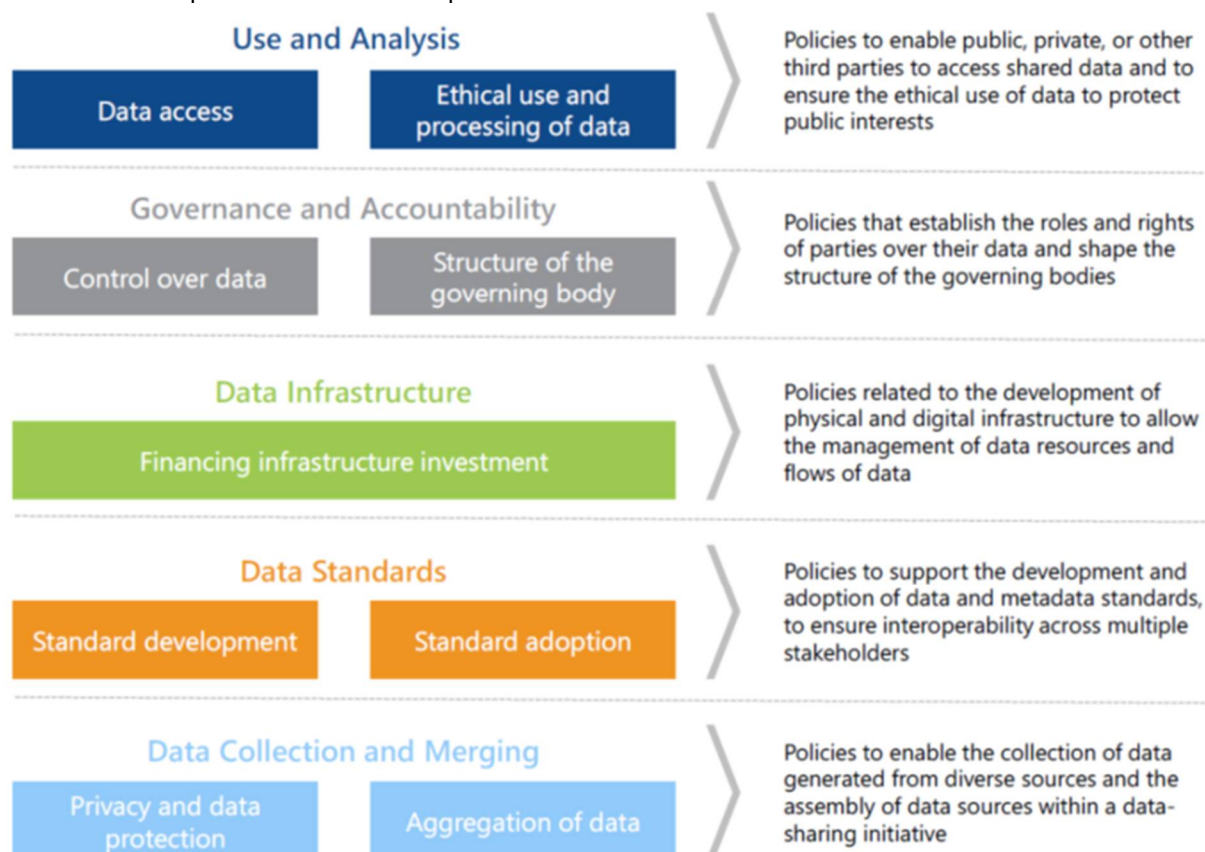 Use and Analysis
Data access
Ethical use and
processing of data
Policies to enable public, private, or other
third parties to access shared data and to
ensure the ethical use of data to protect
public interests
Governance and Accountability
Control over data
Structure of the
governing body
Policies that establish the roles and rights
of parties over their data and shape the
structure of the governing bodies
Data Infrastructure
Financing infrastructure investment
Policies related to the development of
physical and digital infrastructure to allow
the management of data resources and
flows of data
Data Standards
Standard development
Standard adoption
Policies to support the development and
adoption of data and metadata standards,
to ensure interoperability across multiple
stakeholders
Data Collection and Merging
Privacy and data
protection
Aggregation of data
Policies to enable the collection of data
generated from diverse sources and the
assembly of data sources within a data-
sharing initiative